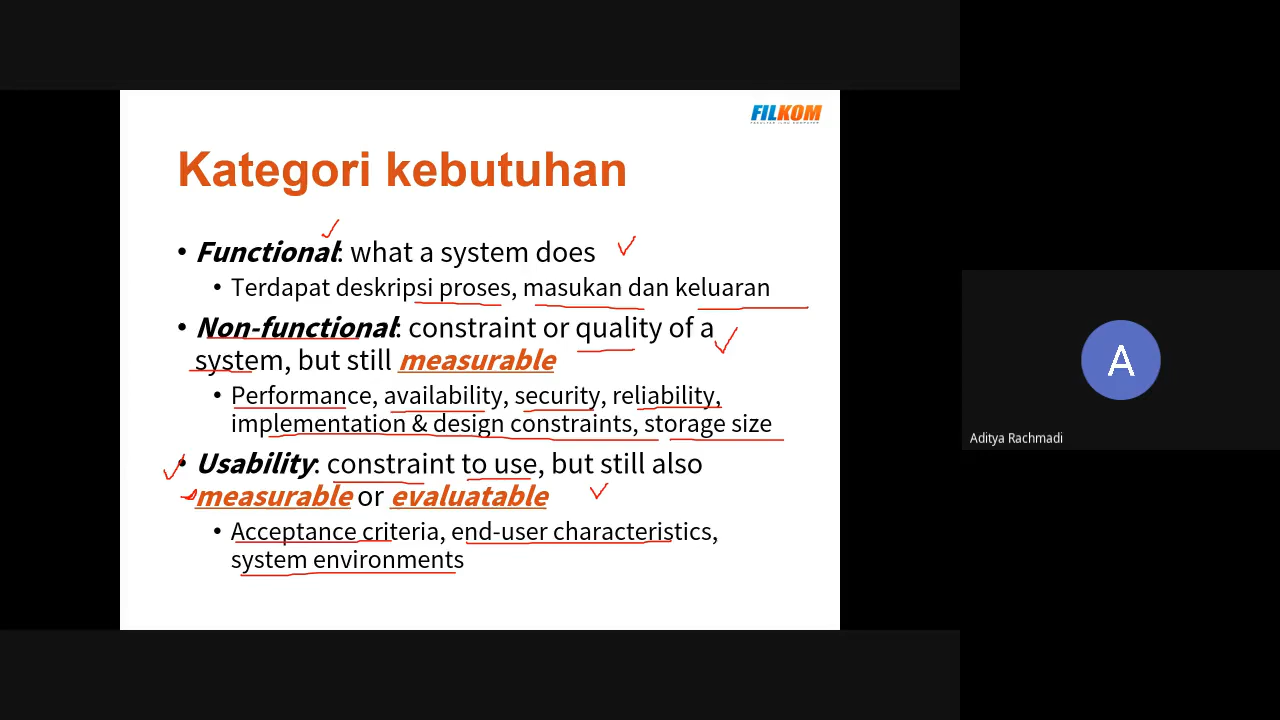 FILKOM
Kategori kebutuhan
• Functional: what a system does
• Terdapat deskripsi proses, masukan dan keluaran
• Non-functional: constraint or quality of a
system, but still measurable
• Performance, availability, security, reliability,
implementation & design constraints, storage size
• Usability: constraint to use, but still also
measurable or evaluatable
• Acceptance criteria, end-user characteristics,
system environments
A
Aditya Rachmadi